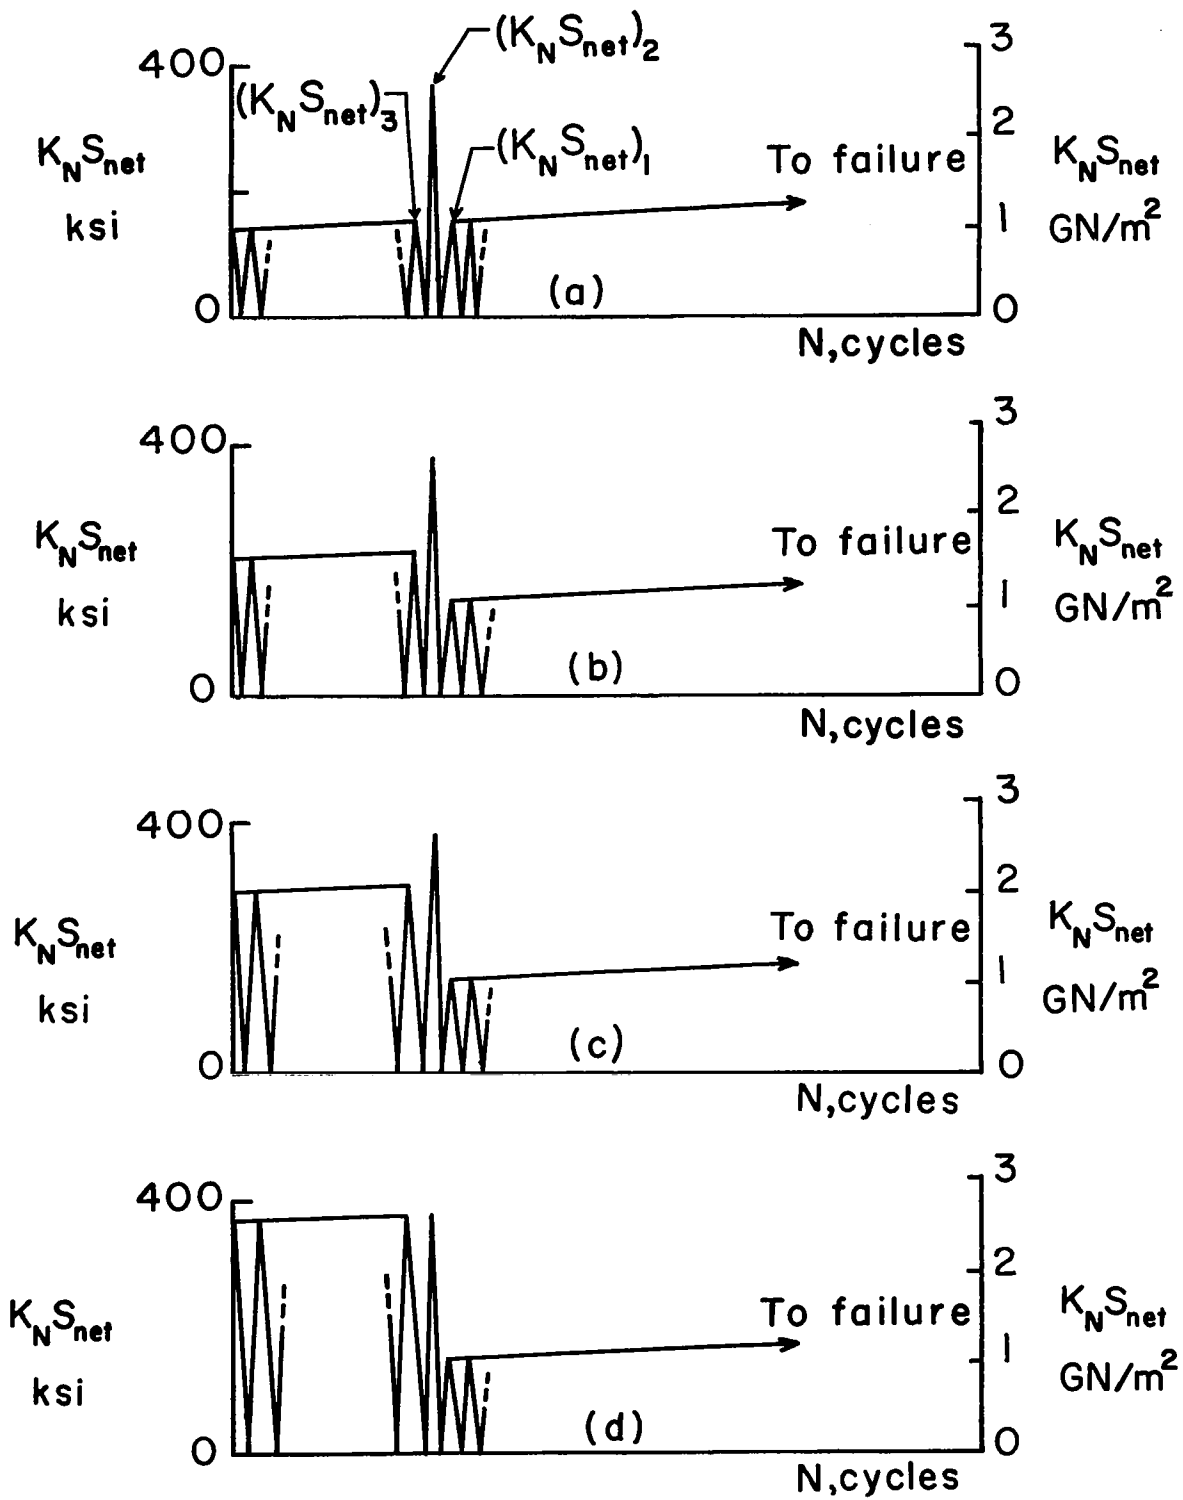 (K_N S_net)_2
3
400
(K_N S_net)_3
2
K_N S_net
(K_N S_net)_1
To failure
K_N S_net
ksi
1
GN/m^2
0
(a)
0
N,cycles
3
400
2
K_N S_net
To failure
K_N S_net
ksi
1
GN/m^2
0
(b)
0
N,cycles
3
400
2
K_N S_net
To failure
K_N S_net
ksi
1
GN/m^2
0
(c)
0
N,cycles
3
400
2
K_N S_net
To failure
K_N S_net
ksi
1
GN/m^2
0
(d)
0
N,cycles